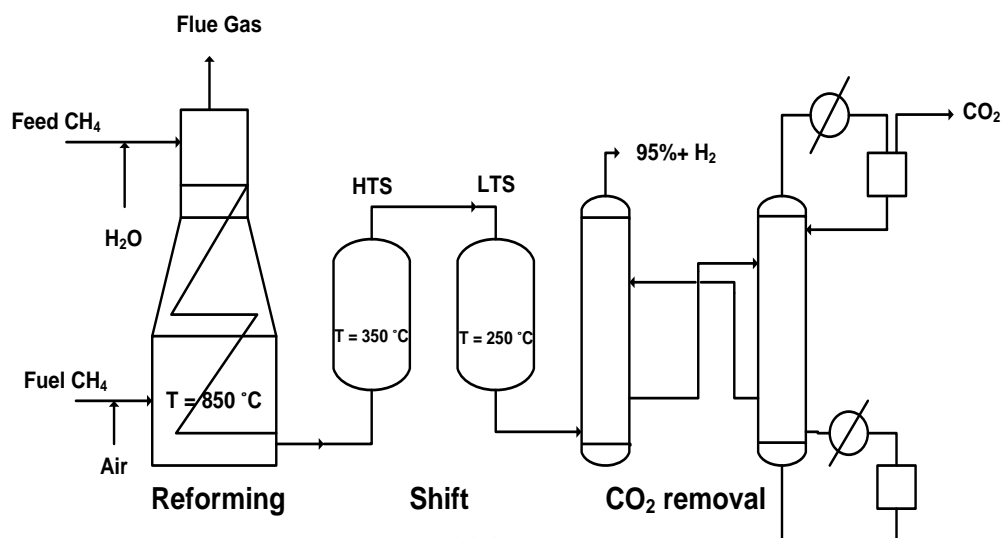 Flue Gas
Feed CH₄
H₂O
HTS
LTS
95%+ H₂
CO₂
T = 350 °C
T = 250 °C
Fuel CH₄
T = 850 °C
Air
Reforming
Shift
CO₂ removal